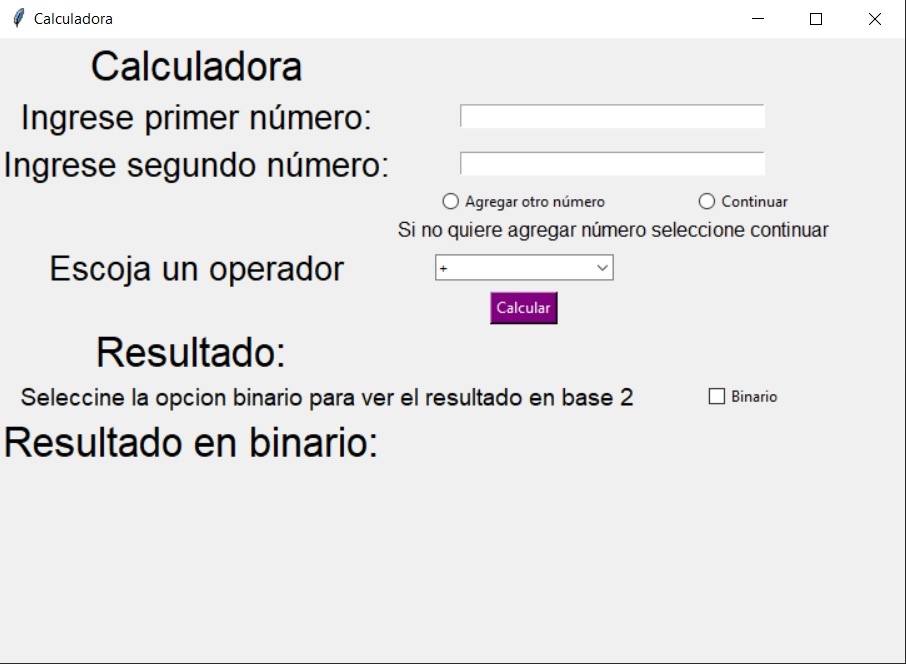 Calculadora
Calculadora
Ingrese primer número:
Ingrese segundo número:
Agregar otro número Continuar
Si no quiere agregar número seleccione continuar
Escoja un operador +
Calcular
Resultado:
Seleccine la opcion binario para ver el resultado en base 2 Binario
Resultado en binario: